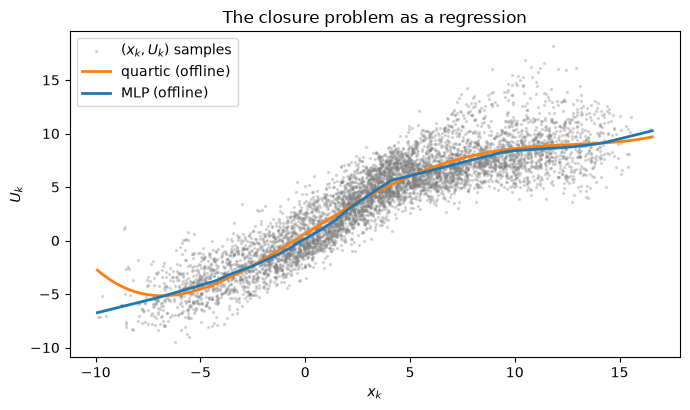 The closure problem as a regression
(x_k, U_k) samples
quartic (offline)
MLP (offline)
U_k
15
10
5
0
−5
−10
−10 −5 0 5 10 15
x_k